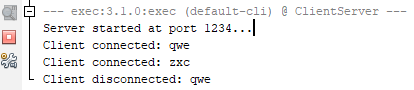 --- exec:3.1.0:exec (default-cli) @ ClientServer ---
Server started at port 1234...
Client connected: qwe
Client connected: zxc
Client disconnected: qwe